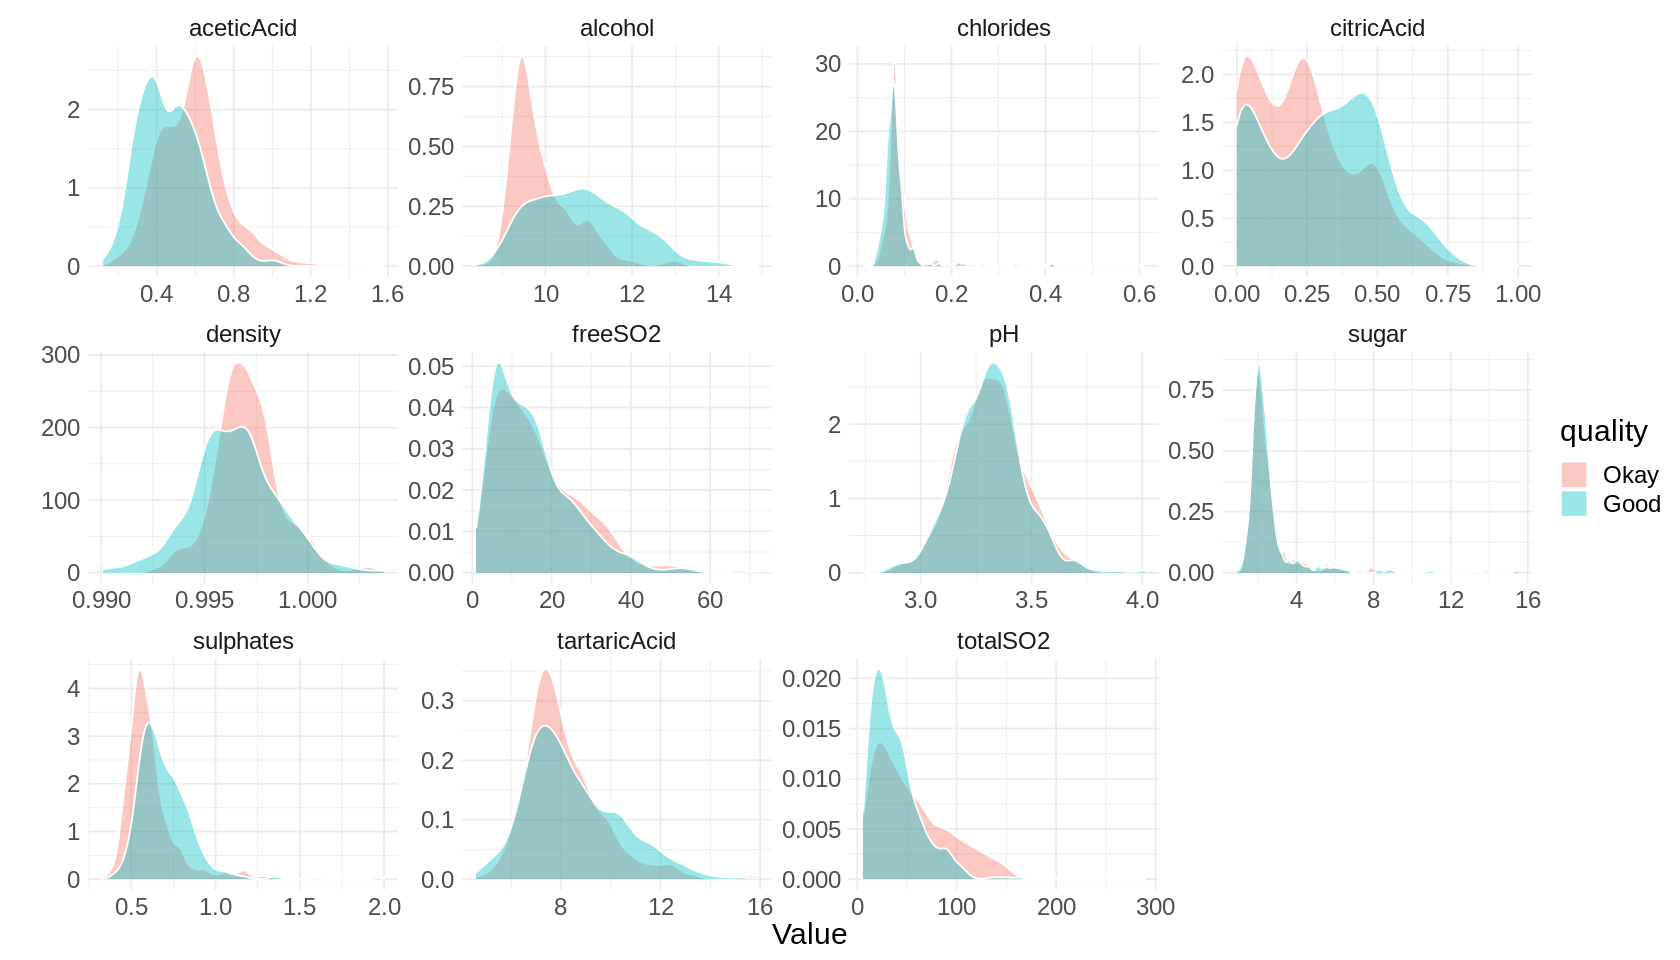 aceticAcid alcohol chlorides citricAcid
2
1
0
0.4 0.8 1.2 1.6
0.75
0.50
0.25
0.00
10 12 14
30
20
10
0
0.0 0.2 0.4 0.6
2.0
1.5
1.0
0.5
0.0
0.00 0.25 0.50 0.75 1.00
density freeSO2 pH sugar
300
200
100
0
0.990 0.995 1.000
0.05
0.04
0.03
0.02
0.01
0.00
0 20 40 60
2
1
0
3.0 3.5 4.0
0.75
0.50
0.25
0.00
4 8 12 16
quality
Okay
Good
sulphates tartaricAcid totalSO2
4
3
2
1
0
0.5 1.0 1.5 2.0
0.3
0.2
0.1
0.0
8 12 16
0.020
0.015
0.010
0.005
0.000
0 100 200 300
Value